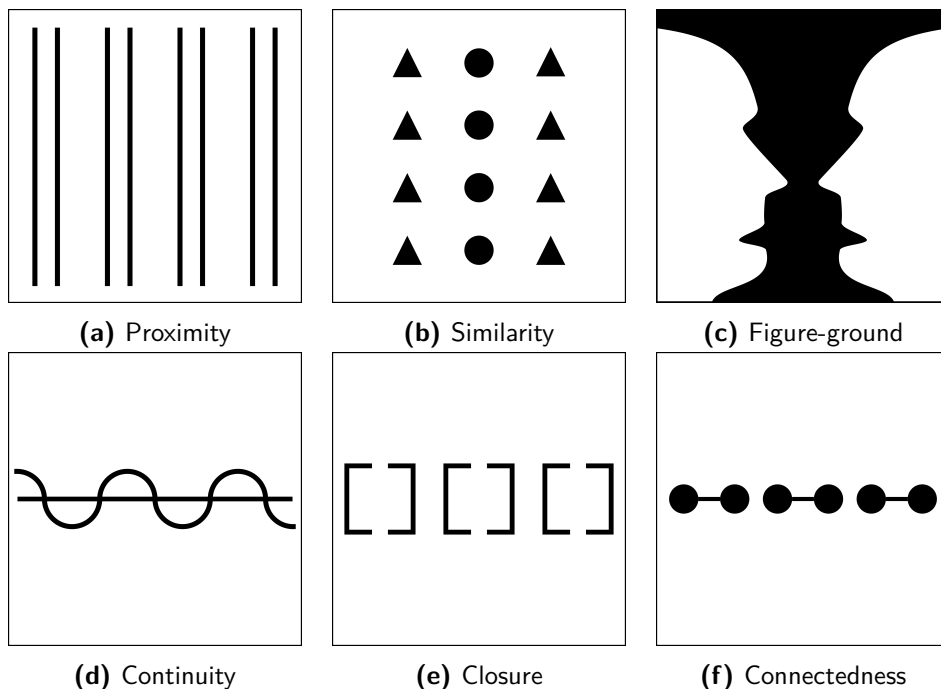 (a) Proximity
(b) Similarity
(c) Figure-ground
(d) Continuity
(e) Closure
(f) Connectedness